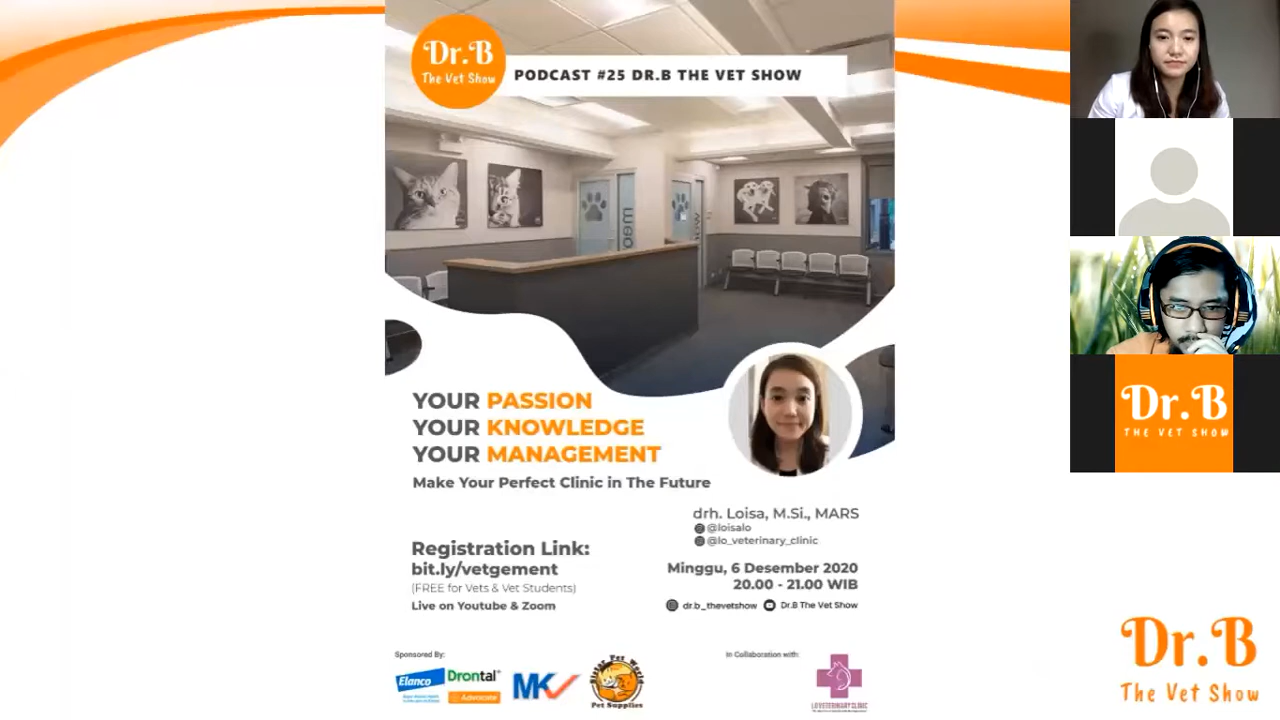 Dr.B
The Vet Show
PODCAST #25 DR.B THE VET SHOW
meo
YOUR PASSION
YOUR KNOWLEDGE
YOUR MANAGEMENT
Make Your Perfect Clinic in The Future
drh. Loisa, M.Si., MARS
@loisalo
@lo_veterinary_clinic
Registration Link:
bit.ly/vetgement
(FREE for Vets & Vet Students)
Live on Youtube & Zoom
Minggu, 6 Desember 2020
20.00 - 21.00 WIB
dr.b_thevetshow Dr.B The Vet Show
Sponsored By:
Elanco
Drontal
Advocate
MK
Pet World
Pet Supplies
In Collaboration with:
LO VETERINARY CLINIC
Dr.B
THE VET SHOW
Dr.B
The Vet Show